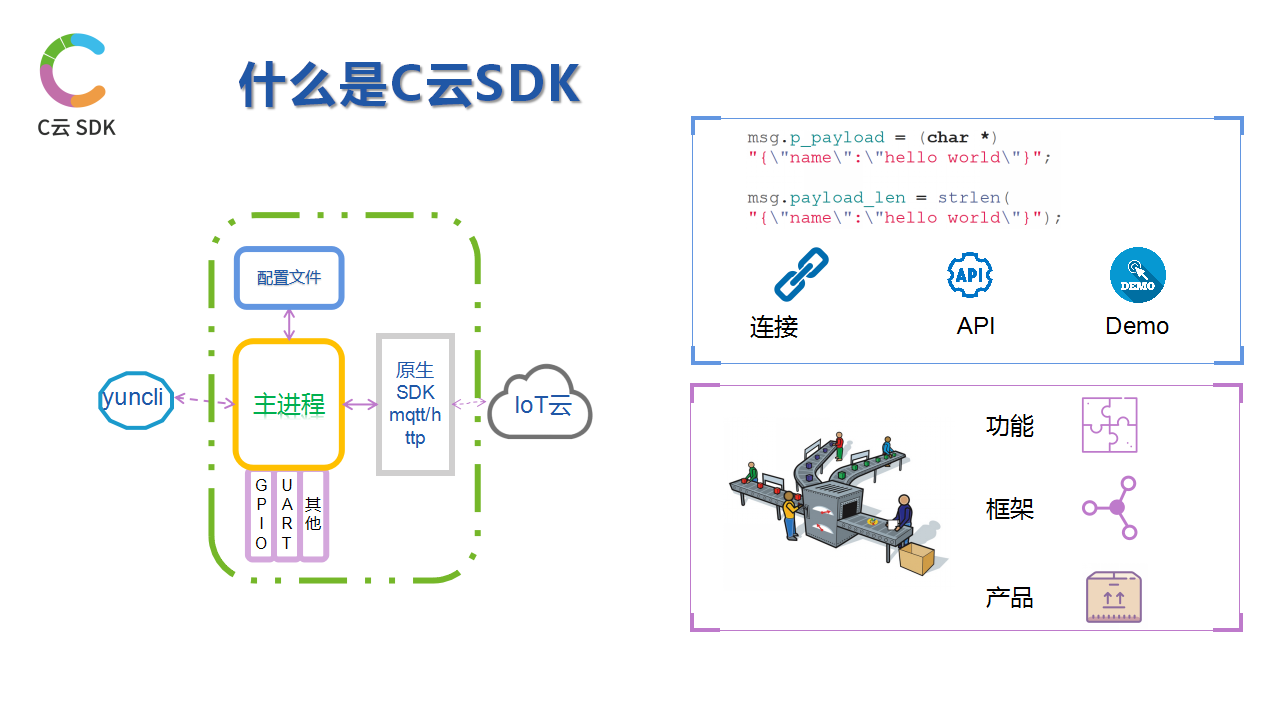 C云 SDK
什么是C云SDK
配置文件
yuncli
主进程
原生
SDK
mqtt/h
ttp
IoT云
GPIO
UART
其他
msg.p_payload = (char *)
"{\"name\":\"hello world\"}";
msg.payload_len = strlen(
"{\"name\":\"hello world\"}");
API
DEMO
连接
API
Demo
功能
框架
产品